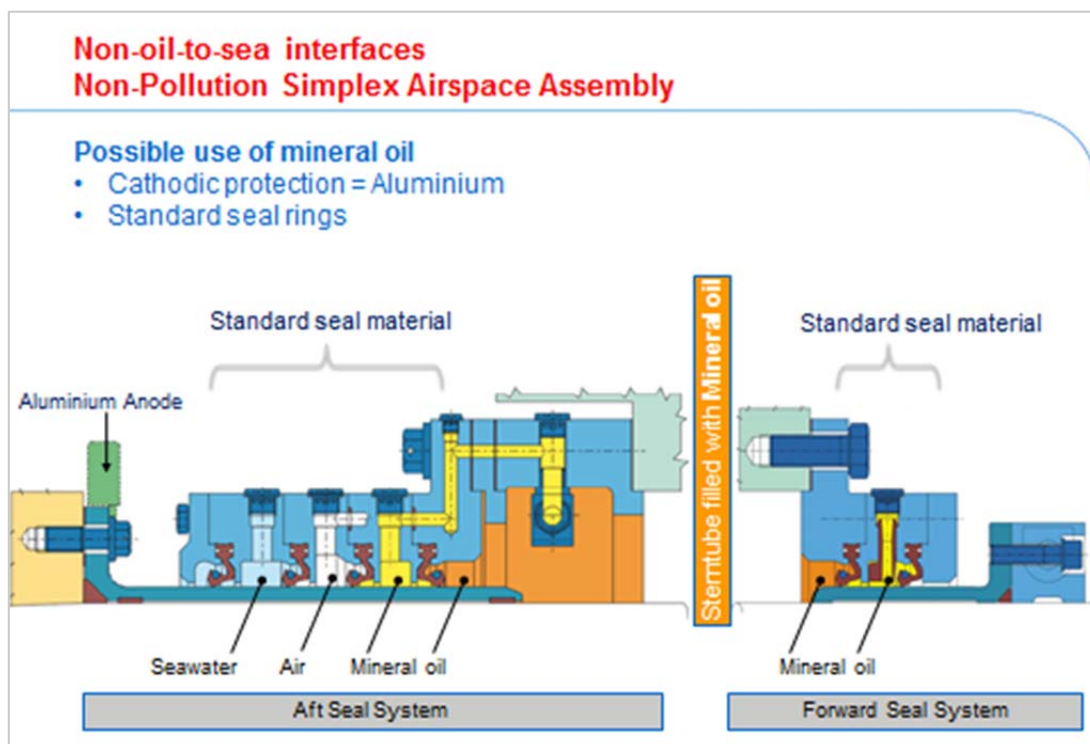 Non-oil-to-sea interfaces
Non-Pollution Simplex Airspace Assembly
Possible use of mineral oil
• Cathodic protection = Aluminium
• Standard seal rings
Standard seal material
Aluminium Anode
Seawater
Air
Mineral oil
Aft Seal System
Sterntube filled with Mineral oil
Standard seal material
Mineral oil
Forward Seal System